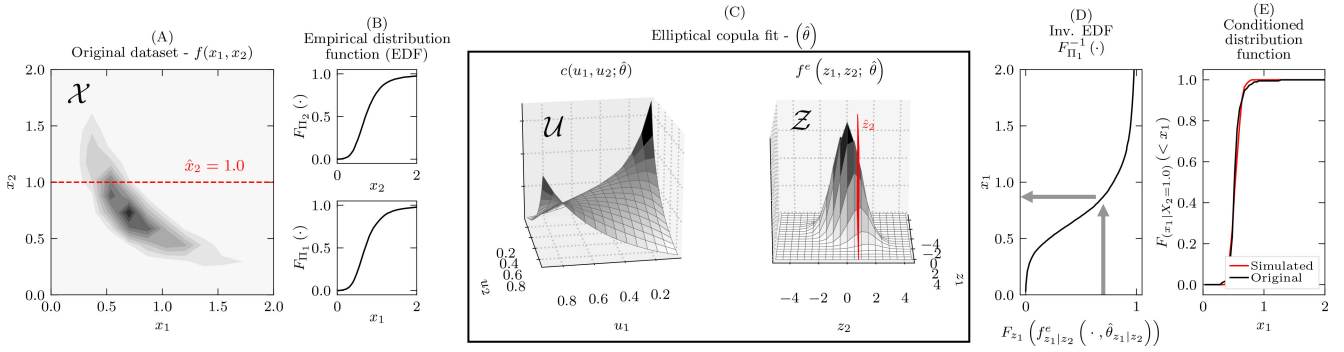 (A)
Original dataset - f(x₁, x₂)
2.0
1.5
1.0
0.5
0.0
x₂
𝒳
x̂₂ = 1.0
0.0 0.5 1.0 1.5 2.0
x₁
(B)
Empirical distribution
function (EDF)
1.0
0.5
0.0
F_Π₂(·)
0 1 2
x₂
1.0
0.5
0.0
F_Π₁(·)
0 1 2
x₁
(C)
Elliptical copula fit - (θ̂)
c(u₁, u₂; θ̂)
𝒰
0.2
0.4
0.6
0.8
u₂
0.8 0.6 0.4 0.2
u₁
fᵉ(z₁, z₂; θ̂)
𝒵
ẑ₂
−4
−2
0
2
4
z₁
−4 −2 0 2 4
z₂
(D)
Inv. EDF
F_Π₁⁻¹(·)
2.0
1.5
1.0
0.5
0.0
x₁
0 1
F_z₁(fᵉ_z₁|z₂(·, θ̂_z₁|z₂))
(E)
Conditioned
distribution
function
1.0
0.8
0.6
0.4
0.2
0.0
F_(x₁|X₂=1.0)(< x₁)
Simulated
Original
0 1 2
x₁